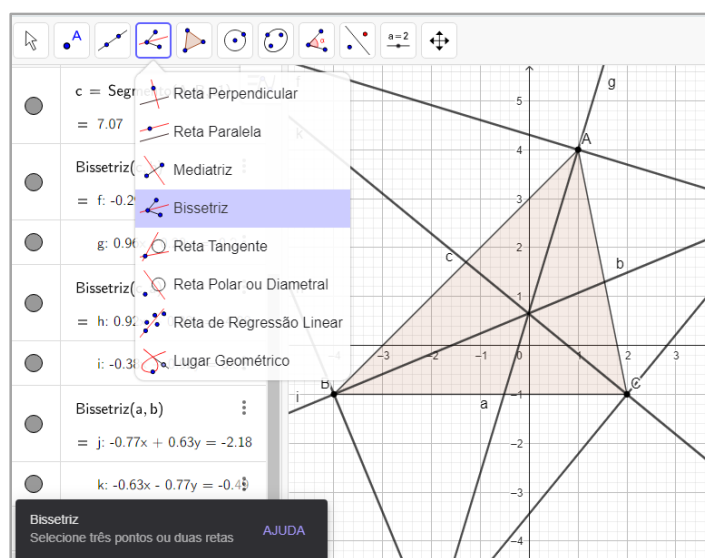 A
a=2
c = Segm
= 7.07
Bissetriz(
= f: -0.2
g: 0.96
Bissetriz(
= h: 0.92
i: -0.38
Bissetriz(a, b)
= j: -0.77x + 0.63y = -2.18
k: -0.63x - 0.77y = -0.49
Reta Perpendicular
Reta Paralela
Mediatriz
Bissetriz
Reta Tangente
Reta Polar ou Diametral
Reta de Regressão Linear
Lugar Geométrico
Bissetriz
Selecione três pontos ou duas retas
AJUDA
g
5
A
4
3
c
b
2
1
-3 -2 -1 0 1 2 3
B
C
i
a
-1
-2
-3
-4